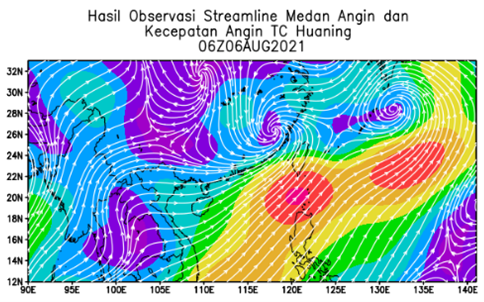 Hasil Observasi Streamline Medan Angin dan
Kecepatan Angin TC Huaning
06Z06AUG2021
32N
30N
28N
26N
24N
22N
20N
18N
16N
14N
12N
90E 95E 100E 105E 110E 115E 120E 125E 130E 135E 140E